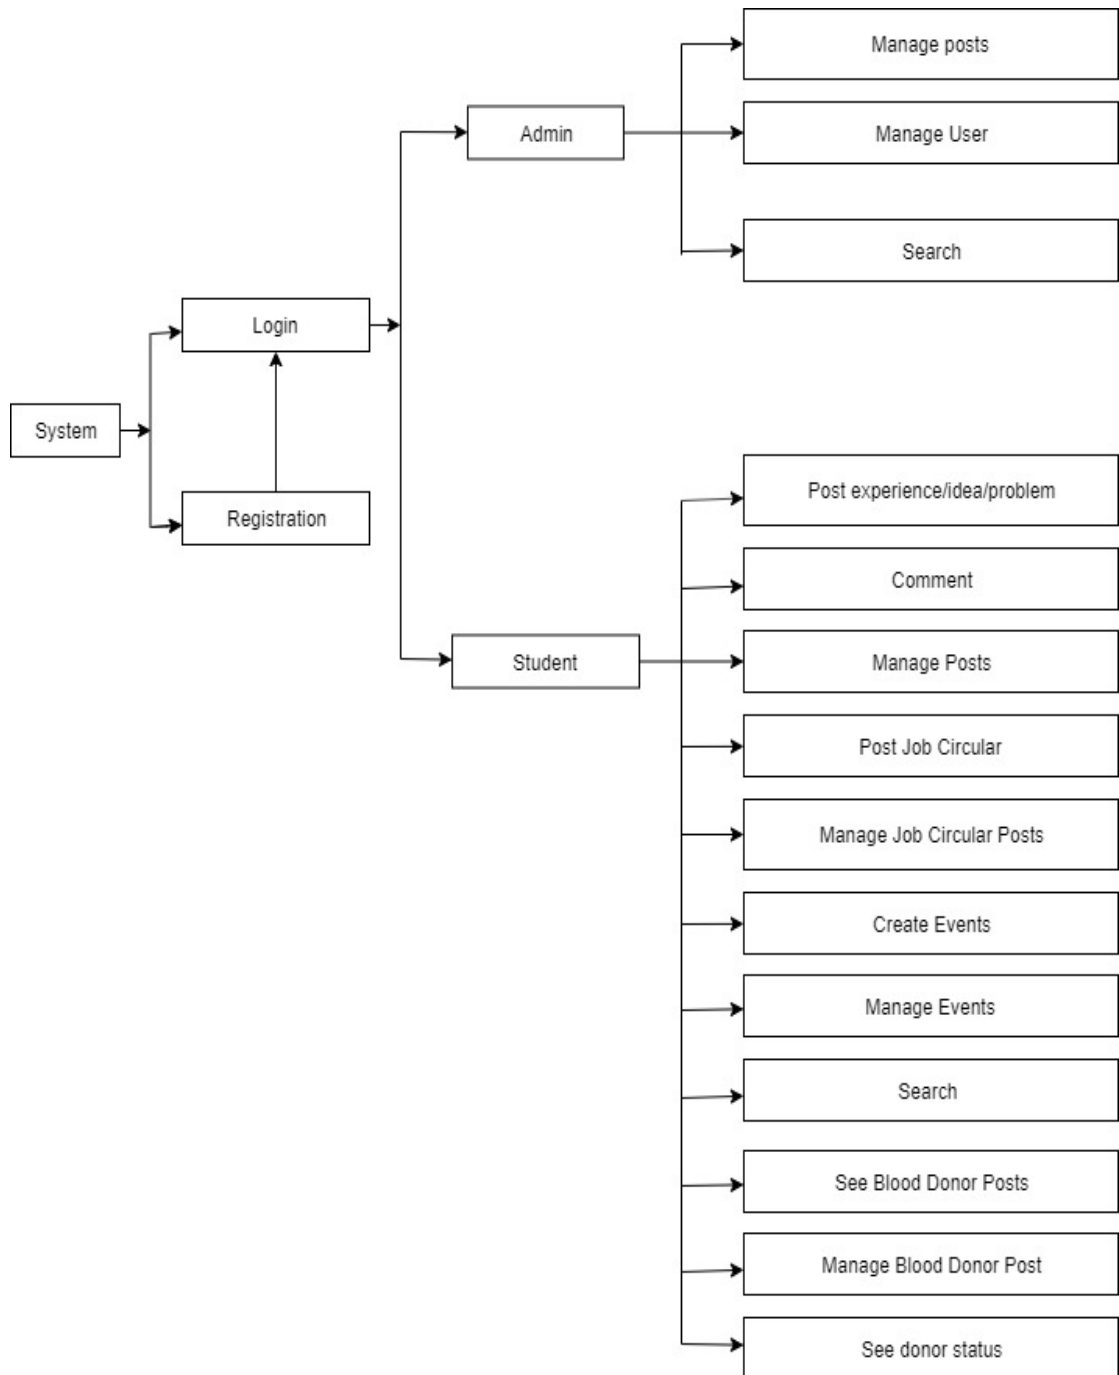 Manage posts
Admin
Manage User
Search
Login
System
Registration
Post experience/idea/problem
Comment
Student
Manage Posts
Post Job Circular
Manage Job Circular Posts
Create Events
Manage Events
Search
See Blood Donor Posts
Manage Blood Donor Post
See donor status